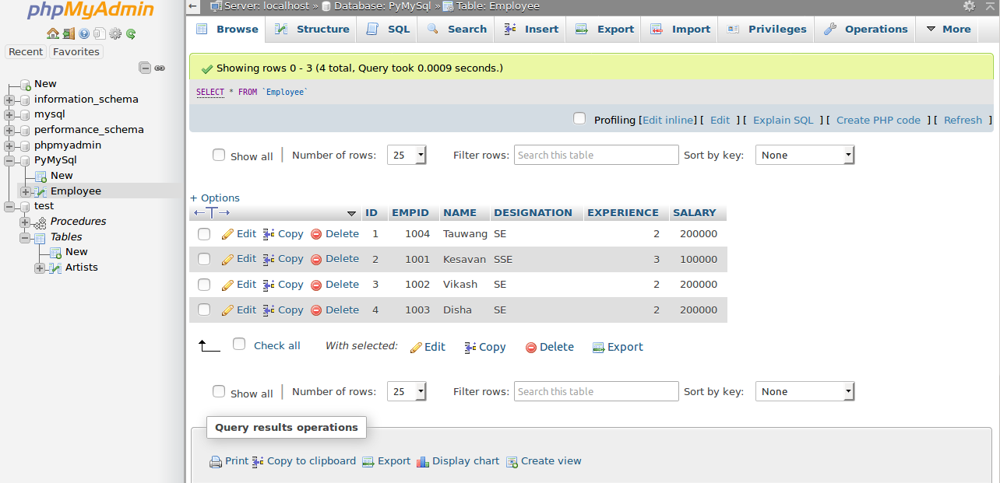 phpMyAdmin
Recent Favorites
New
information_schema
mysql
performance_schema
phpmyadmin
PyMySql
New
Employee
test
Procedures
Tables
New
Artists
Server: localhost » Database: PyMySql » Table: Employee
Browse Structure SQL Search Insert Export Import Privileges Operations More
Showing rows 0 - 3 (4 total, Query took 0.0009 seconds.)
SELECT * FROM `Employee`
Profiling [Edit inline] [ Edit ] [ Explain SQL ] [ Create PHP code ] [ Refresh ]
Show all | Number of rows: 25 Filter rows: Search this table Sort by key: None
+ Options
←T→ ID EMPID NAME DESIGNATION EXPERIENCE SALARY
Edit Copy Delete 1 1004 Tauwang SE 2 200000
Edit Copy Delete 2 1001 Kesavan SSE 3 100000
Edit Copy Delete 3 1002 Vikash SE 2 200000
Edit Copy Delete 4 1003 Disha SE 2 200000
Check all With selected: Edit Copy Delete Export
Show all | Number of rows: 25 Filter rows: Search this table Sort by key: None
Query results operations
Print Copy to clipboard Export Display chart Create view